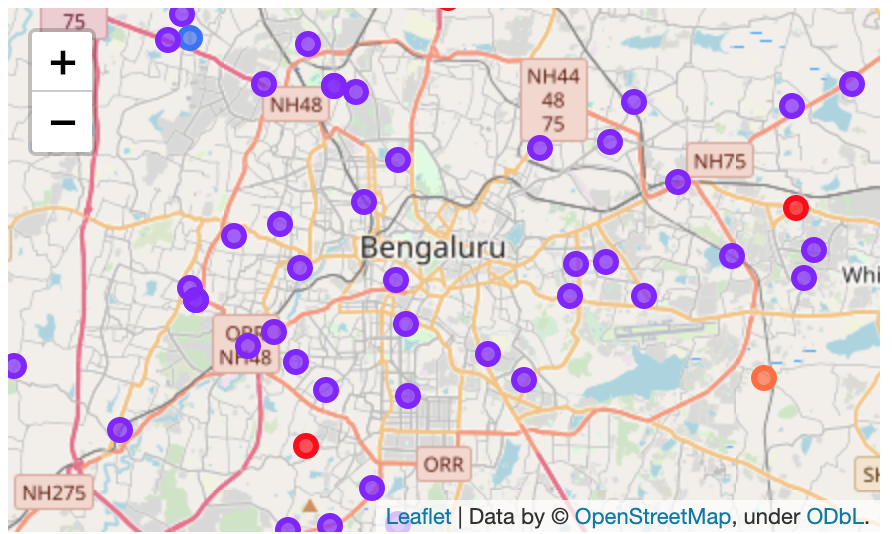 75
+
−
NH48
NH44
48
75
NH75
Bengaluru
Whi
ORR
NH48
ORR
NH275
SH
Leaflet | Data by © OpenStreetMap, under ODbL.